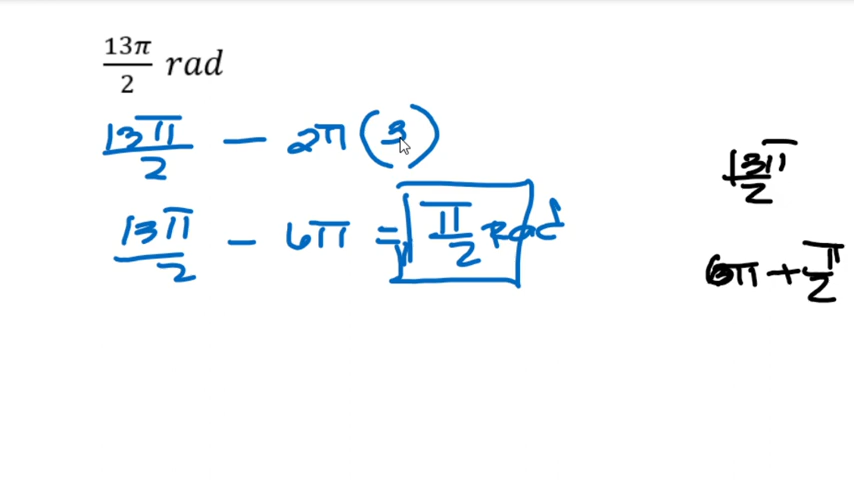 13π/2 rad
13π/2 − 2π(3)
13π/2 − 6π = π/2 Rad
13π/2
6π + π/2